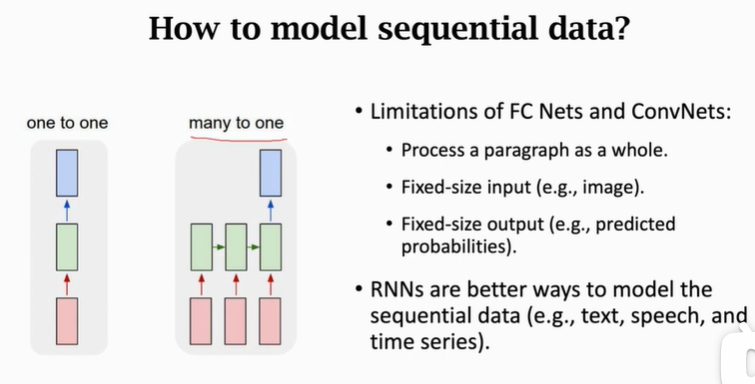 How to model sequential data?
one to one
many to one
• Limitations of FC Nets and ConvNets:
• Process a paragraph as a whole.
• Fixed-size input (e.g., image).
• Fixed-size output (e.g., predicted
probabilities).
• RNNs are better ways to model the
sequential data (e.g., text, speech, and
time series).